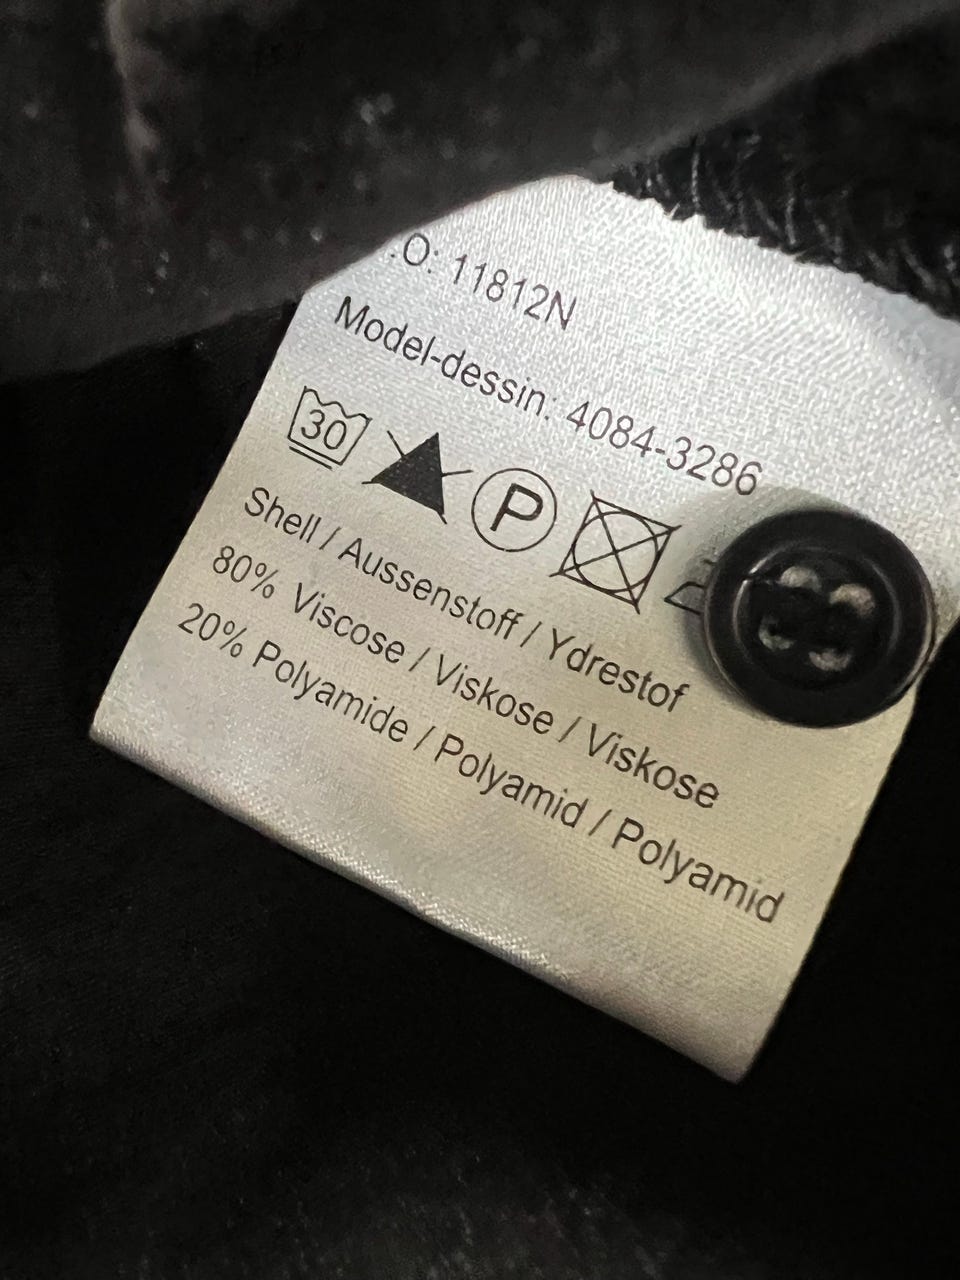 .O: 11812N
Model-dessin: 4084-3286
30 P
Shell / Aussenstoff / Ydrestof
80% Viscose / Viskose / Viskose
20% Polyamide / Polyamid / Polyamid